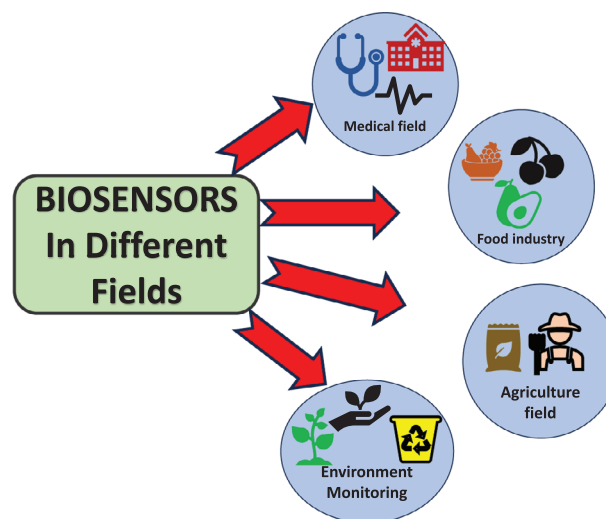 BIOSENSORS
In Different
Fields
Medical field
Food industry
Agriculture
field
Environment
Monitoring